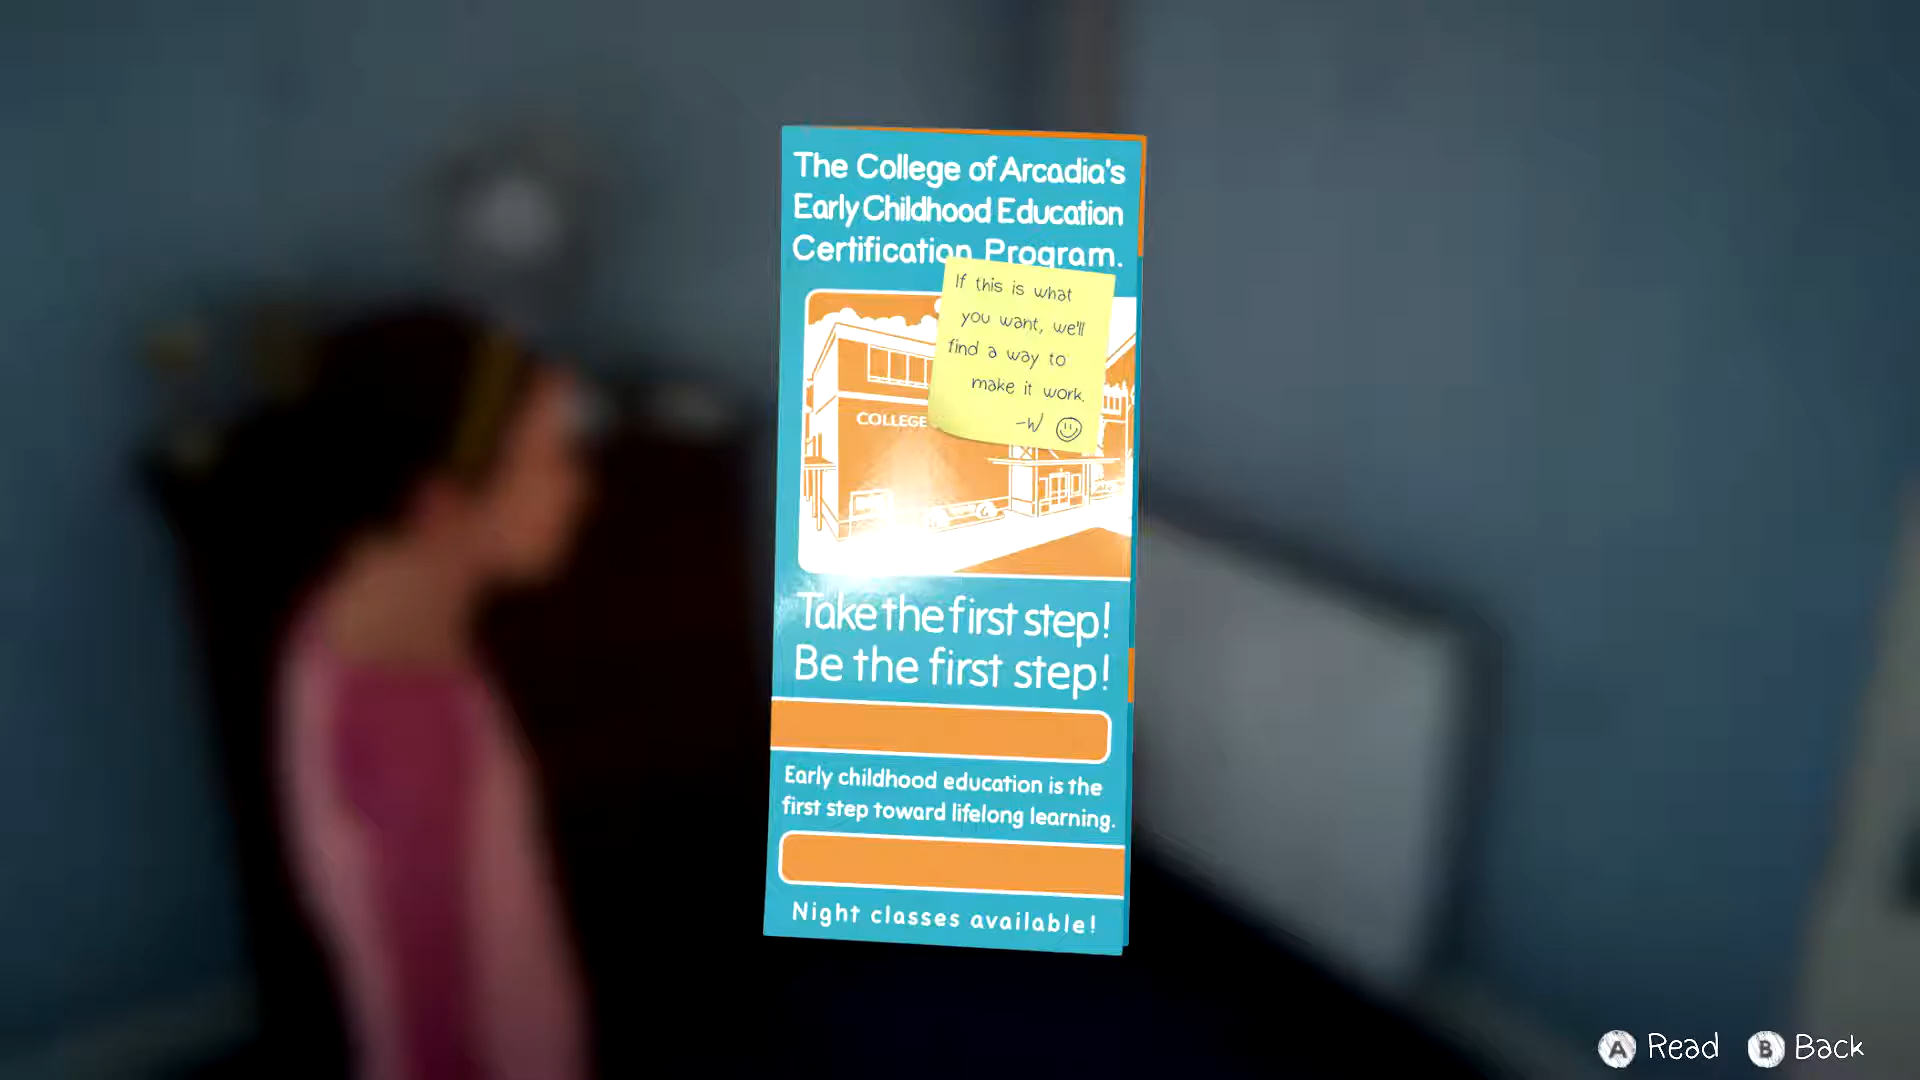 The College of Arcadia's
Early Childhood Education
Certification Program.
If this is what
you want, we'll
find a way to
make it work.
-W
COLLEGE
Take the first step!
Be the first step!
Early childhood education is the
first step toward lifelong learning.
Night classes available!
A Read B Back